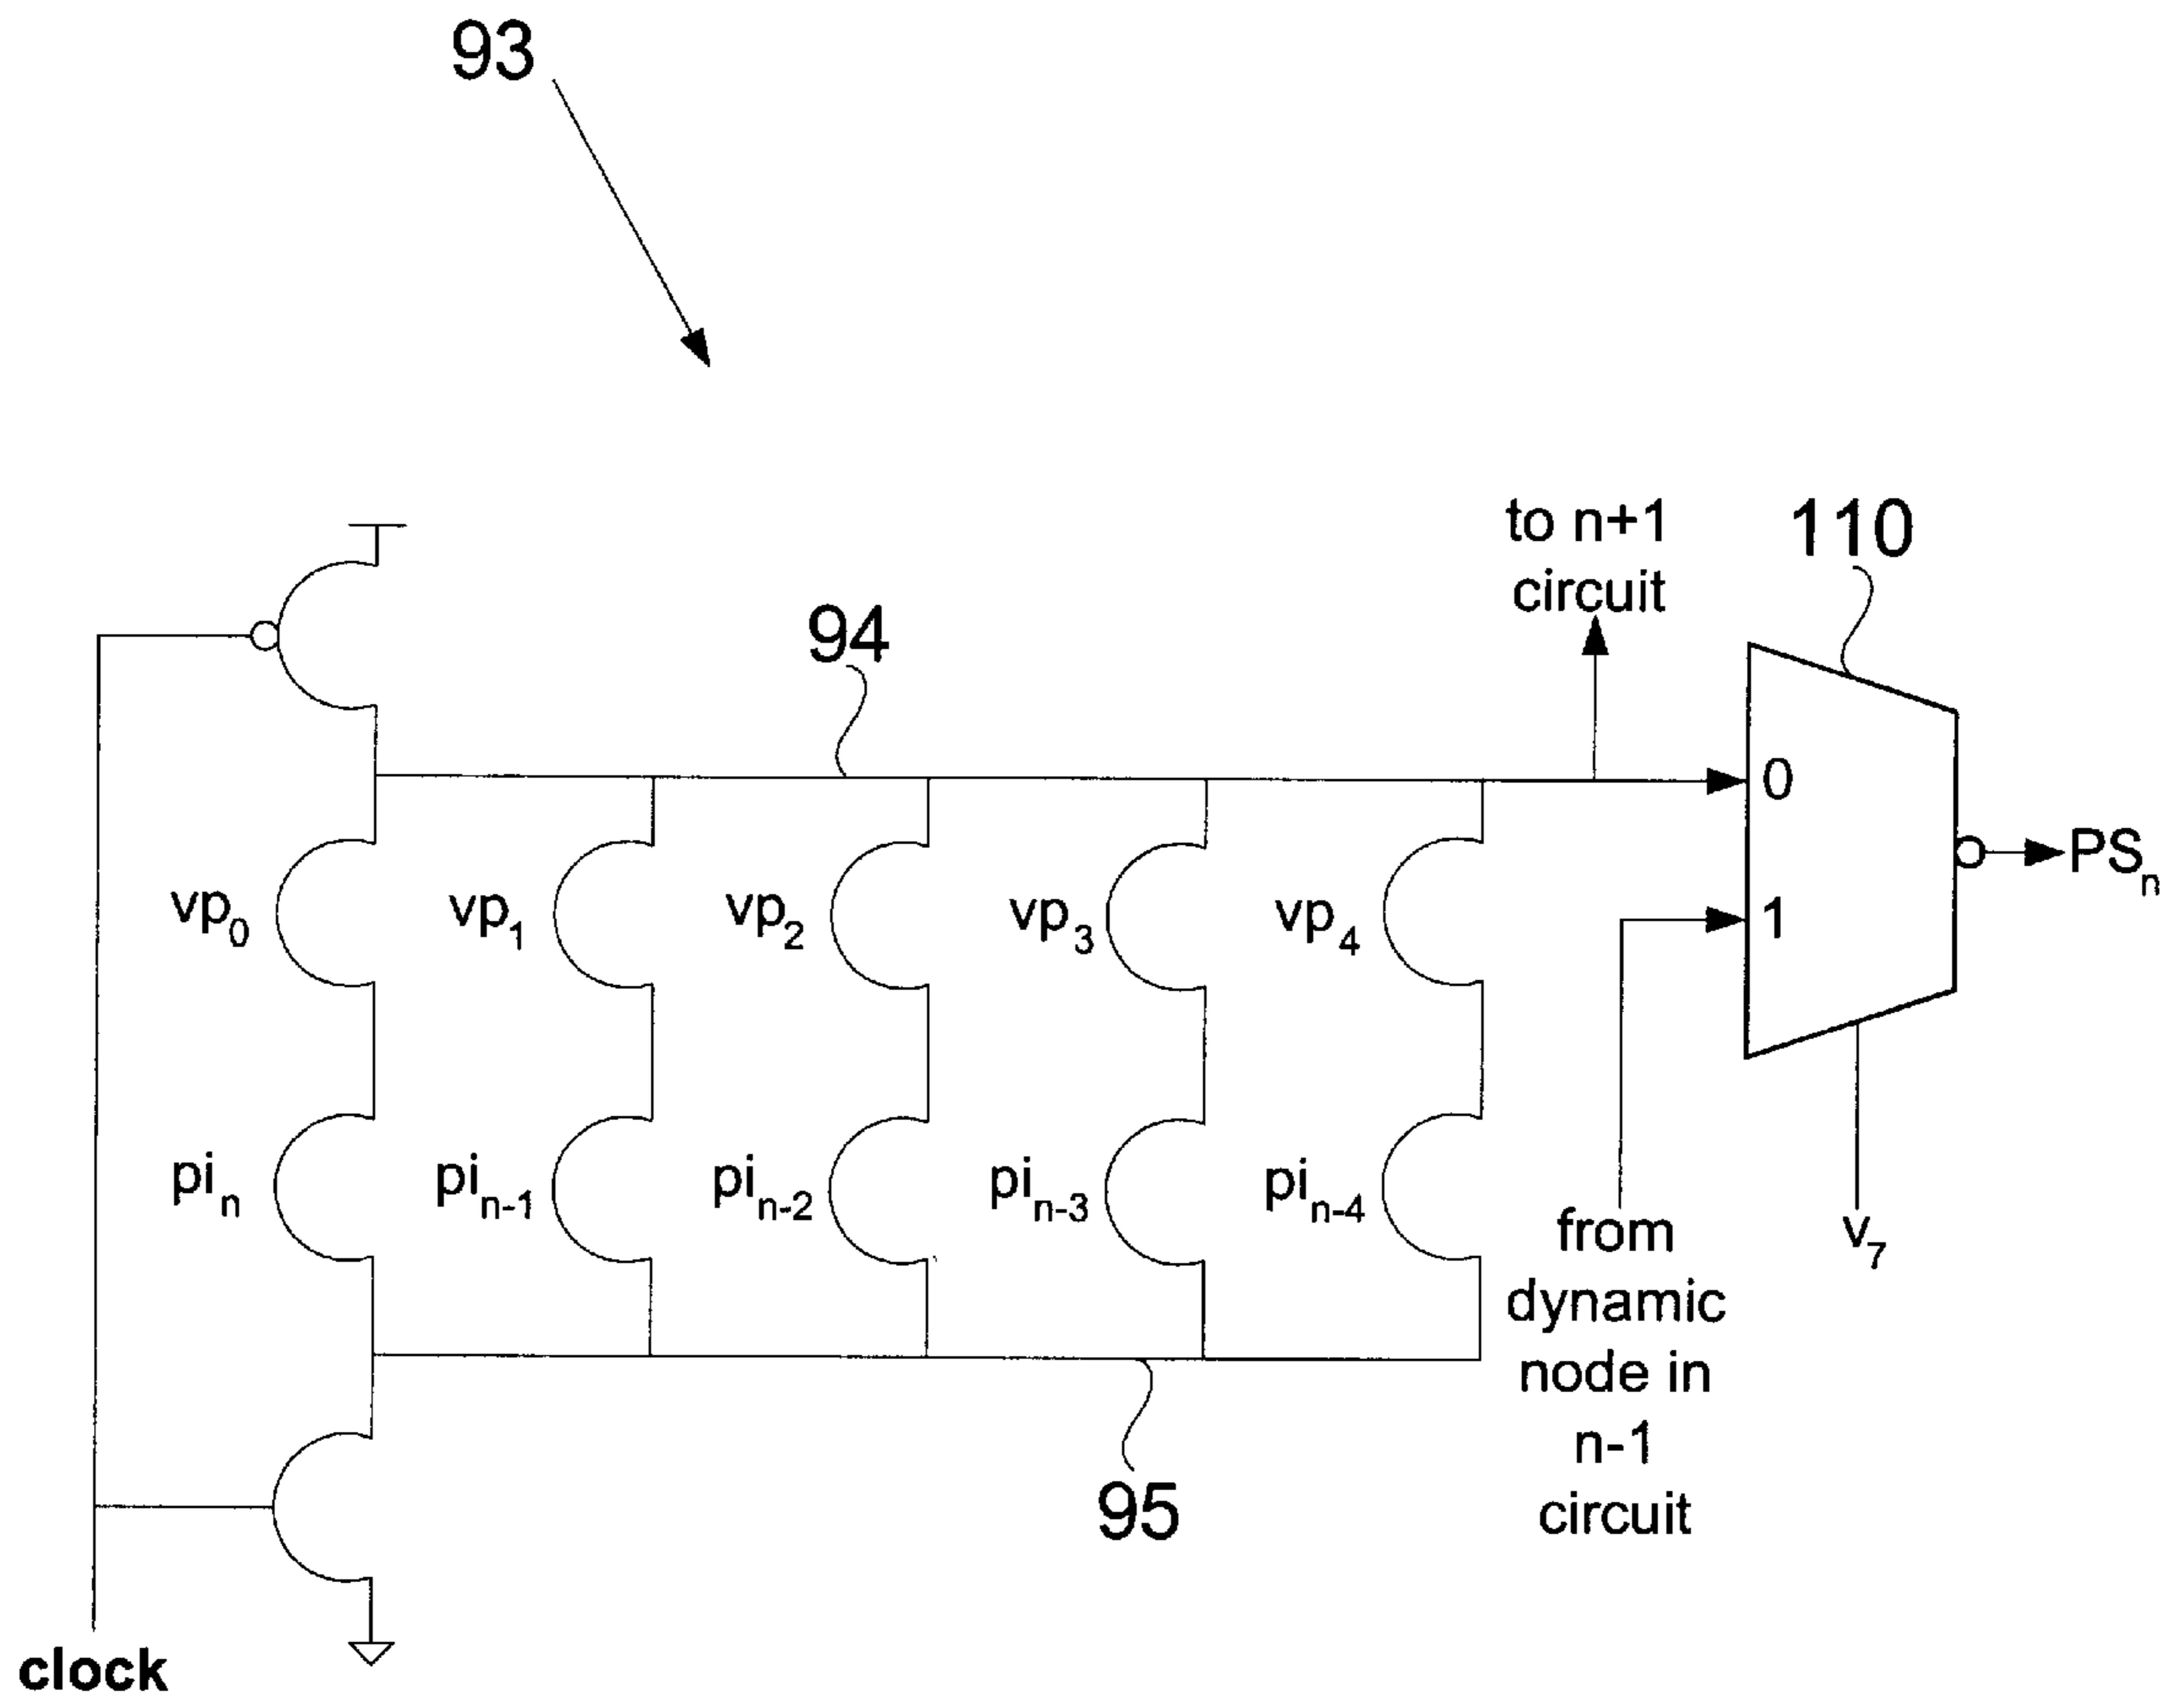 93
to n+1
circuit
110
94
0
PSn
vp0
vp1
vp2
vp3
vp4
1
pin
pin-1
pin-2
pin-3
pin-4
from
dynamic
node in
n-1
circuit
v7
95
clock